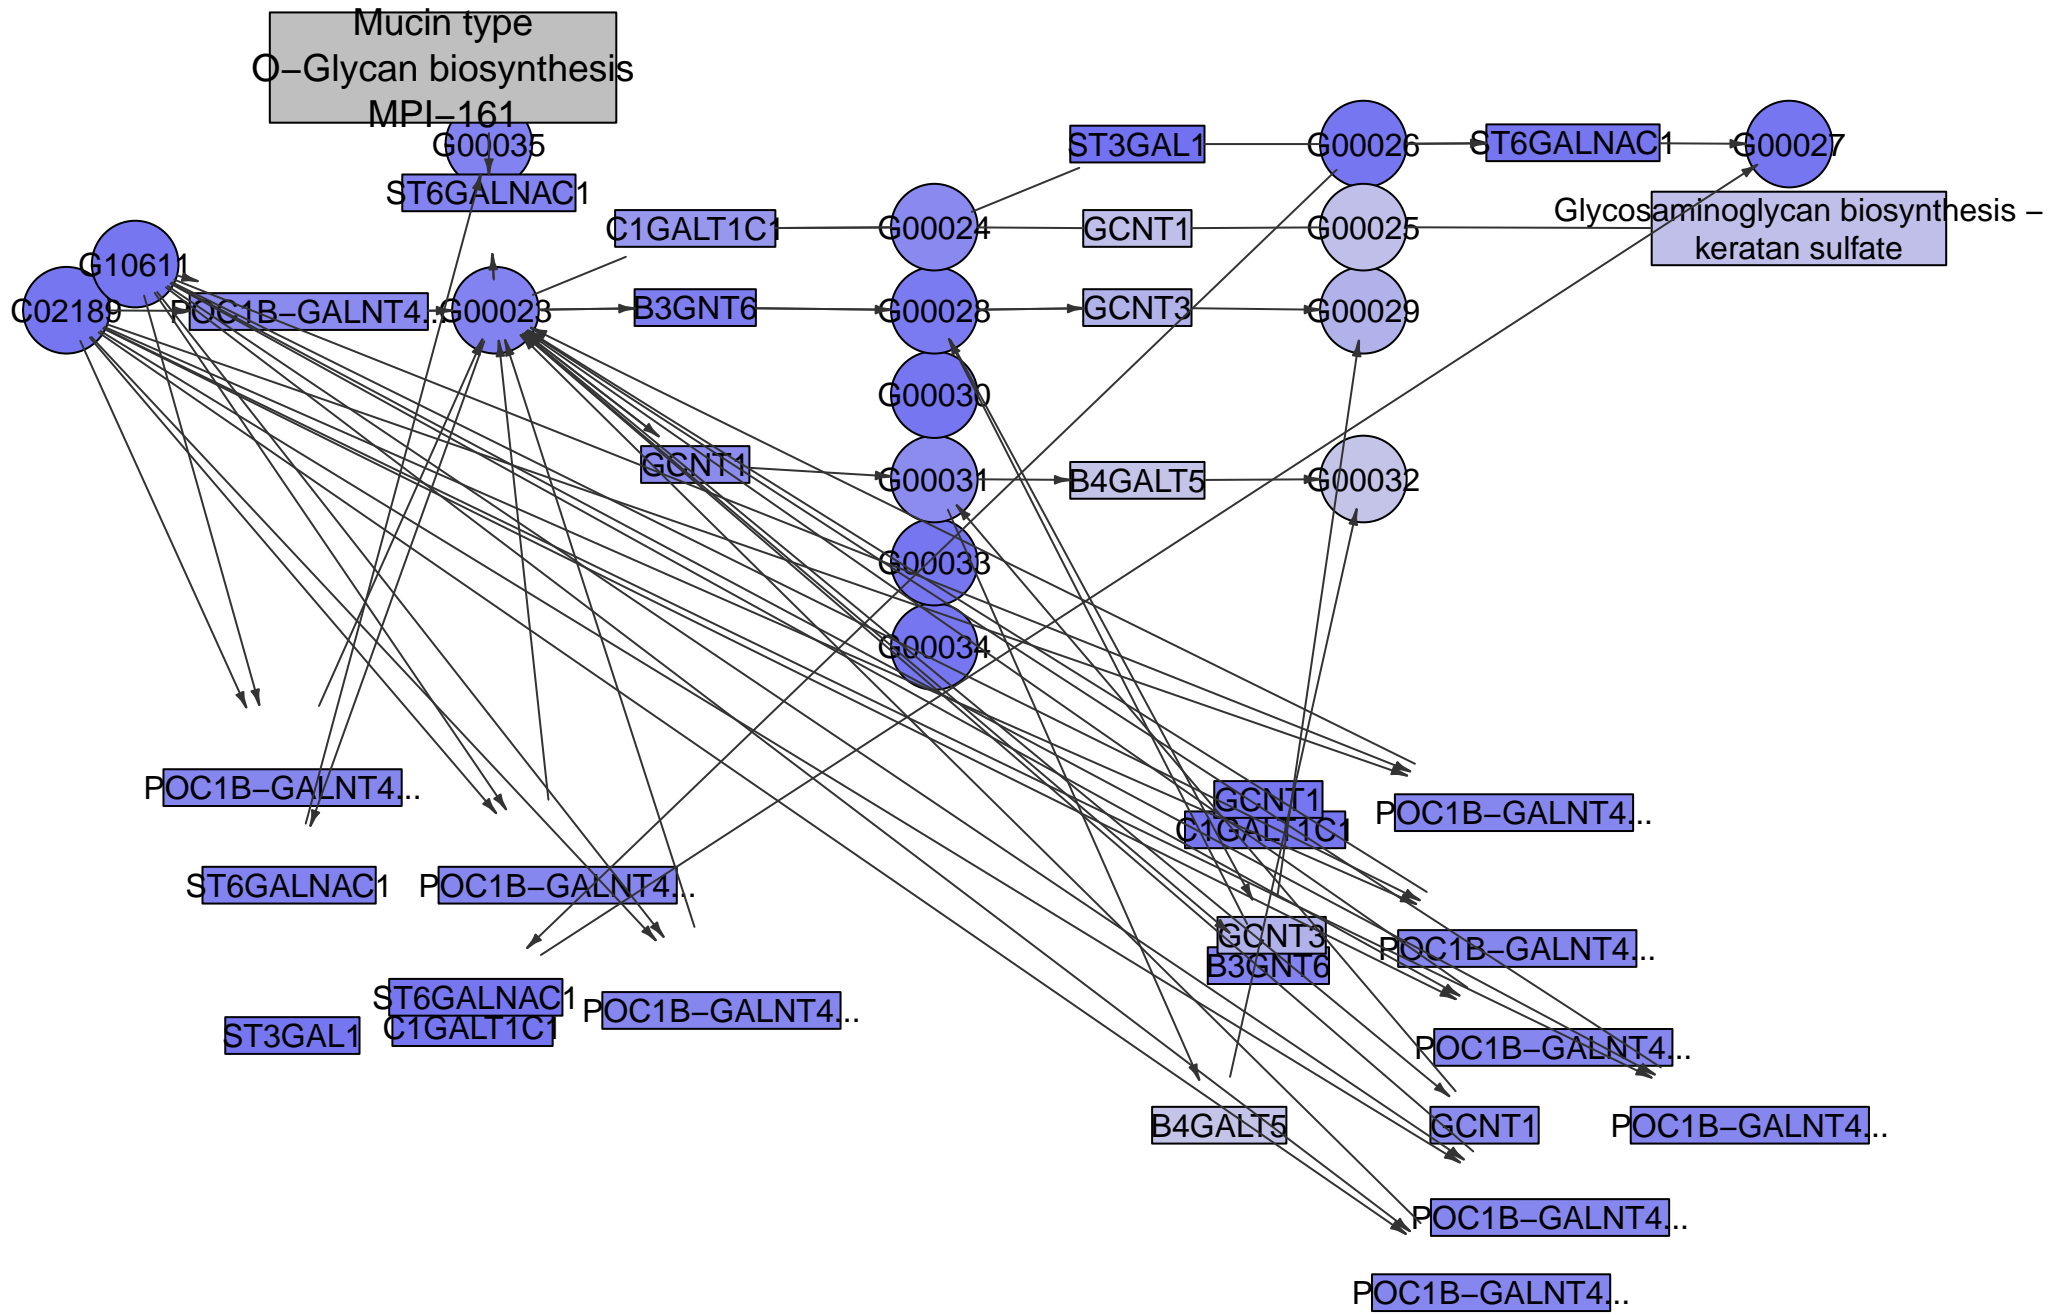 Mucin type
O−Glycan biosynthesis
MPI−161
G00035
ST3GAL1
G00026
ST6GALNAC1
G00027
ST6GALNAC1
C1GALT1C1
G00024
GCNT1
G00025
Glycosaminoglycan biosynthesis −
keratan sulfate
G10611
C02189
POC1B−GALNT4...
G00023
B3GNT6
G00028
GCNT3
G00029
G00030
GCNT1
G00031
B4GALT5
G00032
G00033
G00034
POC1B−GALNT4...
GCNT1
POC1B−GALNT4...
C1GALT1C1
ST6GALNAC1
POC1B−GALNT4...
GCNT3
POC1B−GALNT4...
B3GNT6
ST6GALNAC1
POC1B−GALNT4...
C1GALT1C1
ST3GAL1
POC1B−GALNT4...
B4GALT5
GCNT1
POC1B−GALNT4...
POC1B−GALNT4...
POC1B−GALNT4...